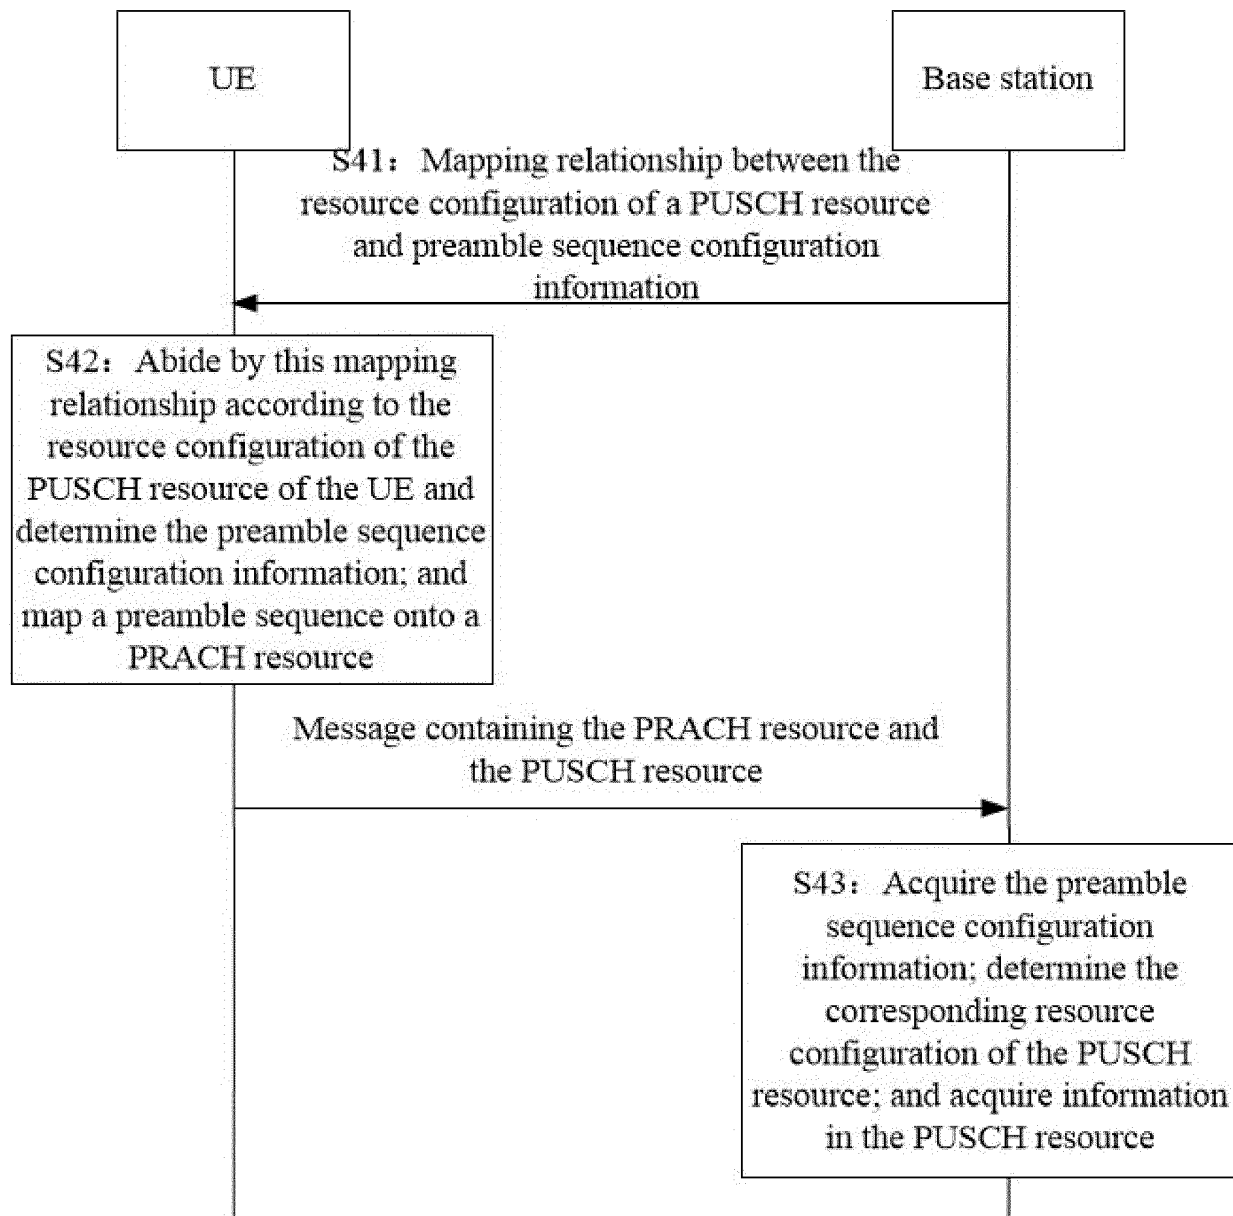 UE
Base station
S41：Mapping relationship between the
resource configuration of a PUSCH resource
and preamble sequence configuration
information
S42：Abide by this mapping
relationship according to the
resource configuration of the
PUSCH resource of the UE and
determine the preamble sequence
configuration information; and
map a preamble sequence onto a
PRACH resource
Message containing the PRACH resource and
the PUSCH resource
S43：Acquire the preamble
sequence configuration
information; determine the
corresponding resource
configuration of the PUSCH
resource; and acquire information
in the PUSCH resource